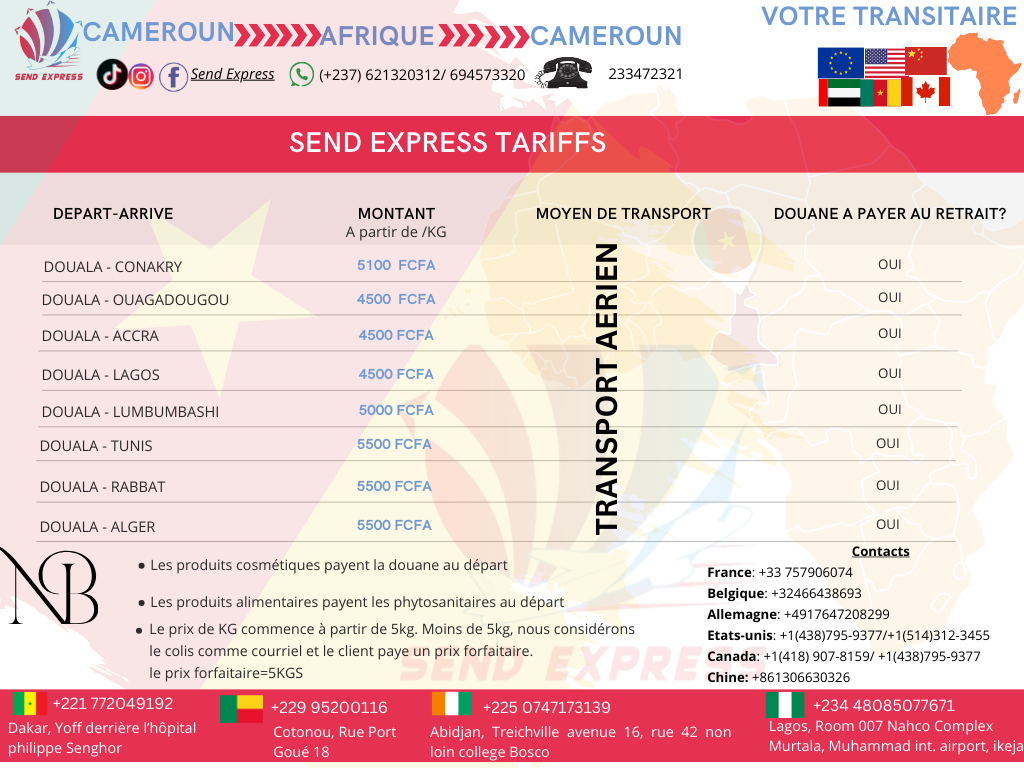 CAMEROUN AFRIQUE CAMEROUN
VOTRE TRANSITAIRE
SEND EXPRESS
Send Express (+237) 621320312/ 694573320 233472321
SEND EXPRESS TARIFFS
DEPART-ARRIVE MONTANT MOYEN DE TRANSPORT DOUANE A PAYER AU RETRAIT?
A partir de /KG
DOUALA - CONAKRY 5100 FCFA OUI
DOUALA - OUAGADOUGOU 4500 FCFA OUI
DOUALA - ACCRA 4500 FCFA OUI
DOUALA - LAGOS 4500 FCFA OUI
DOUALA - LUMBUMBASHI 5000 FCFA OUI
DOUALA - TUNIS 5500 FCFA OUI
DOUALA - RABBAT 5500 FCFA OUI
DOUALA - ALGER 5500 FCFA OUI
TRANSPORT AERIEN
NB
• Les produits cosmétiques payent la douane au départ
• Les produits alimentaires payent les phytosanitaires au départ
• Le prix de KG commence à partir de 5kg. Moins de 5kg, nous considérons
le colis comme courriel et le client paye un prix forfaitaire.
le prix forfaitaire=5KGS
SEND EXPRESS
Contacts
France: +33 757906074
Belgique: +32466438693
Allemagne: +4917647208299
Etats-unis: +1(438)795-9377/+1(514)312-3455
Canada: +1(418) 907-8159/ +1(438)795-9377
Chine: +861306630326
+221 772049192
Dakar, Yoff derrière l'hôpital
philippe Senghor
+229 95200116
Cotonou, Rue Port
Goué 18
+225 0747173139
Abidjan, Treichville avenue 16, rue 42 non
loin college Bosco
+234 48085077671
Lagos, Room 007 Nahco Complex
Murtala, Muhammad int. airport, ikeja